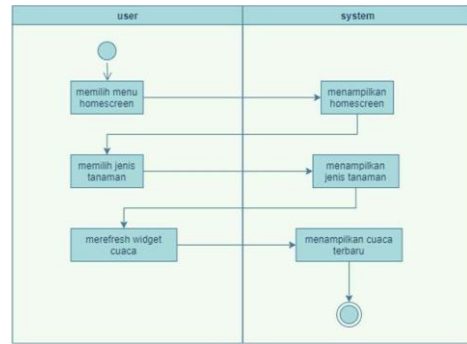 user
system
memilih menu
homescreen
menampilkan
homescreen
memilih jenis
tanaman
menampilkan
jenis tanaman
merefresh widget
cuaca
menampilkan cuaca
terbaru